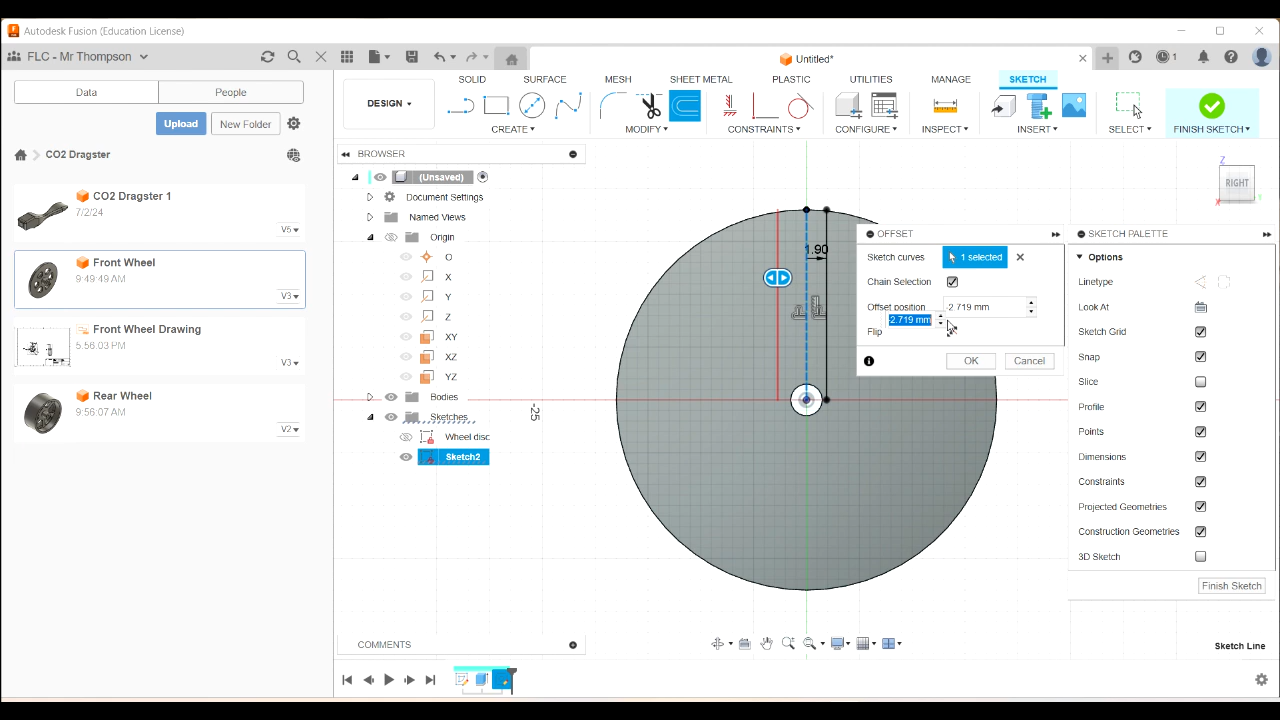 Autodesk Fusion (Education License)
FLC - Mr Thompson
Untitled*
1
Data
People
Upload
New Folder
CO2 Dragster
CO2 Dragster 1
7/2/24
V5
Front Wheel
9:49:49 AM
V3
Front Wheel Drawing
5:56:03 PM
V3
Rear Wheel
9:56:07 AM
V2
DESIGN
SOLID
SURFACE
MESH
SHEET METAL
PLASTIC
UTILITIES
MANAGE
SKETCH
CREATE
MODIFY
CONSTRAINTS
CONFIGURE
INSPECT
INSERT
SELECT
FINISH SKETCH
BROWSER
(Unsaved)
Document Settings
Named Views
Origin
O
X
Y
Z
XY
XZ
YZ
Bodies
Sketches
Wheel disc
Sketch2
-25
1.90
OFFSET
Sketch curves
1 selected
Chain Selection
Offset position
2.719 mm
2.719 mm
Flip
OK
Cancel
Z
RIGHT
X
Y
SKETCH PALETTE
Options
Linetype
Look At
Sketch Grid
Snap
Slice
Profile
Points
Dimensions
Constraints
Projected Geometries
Construction Geometries
3D Sketch
Finish Sketch
COMMENTS
Sketch Line